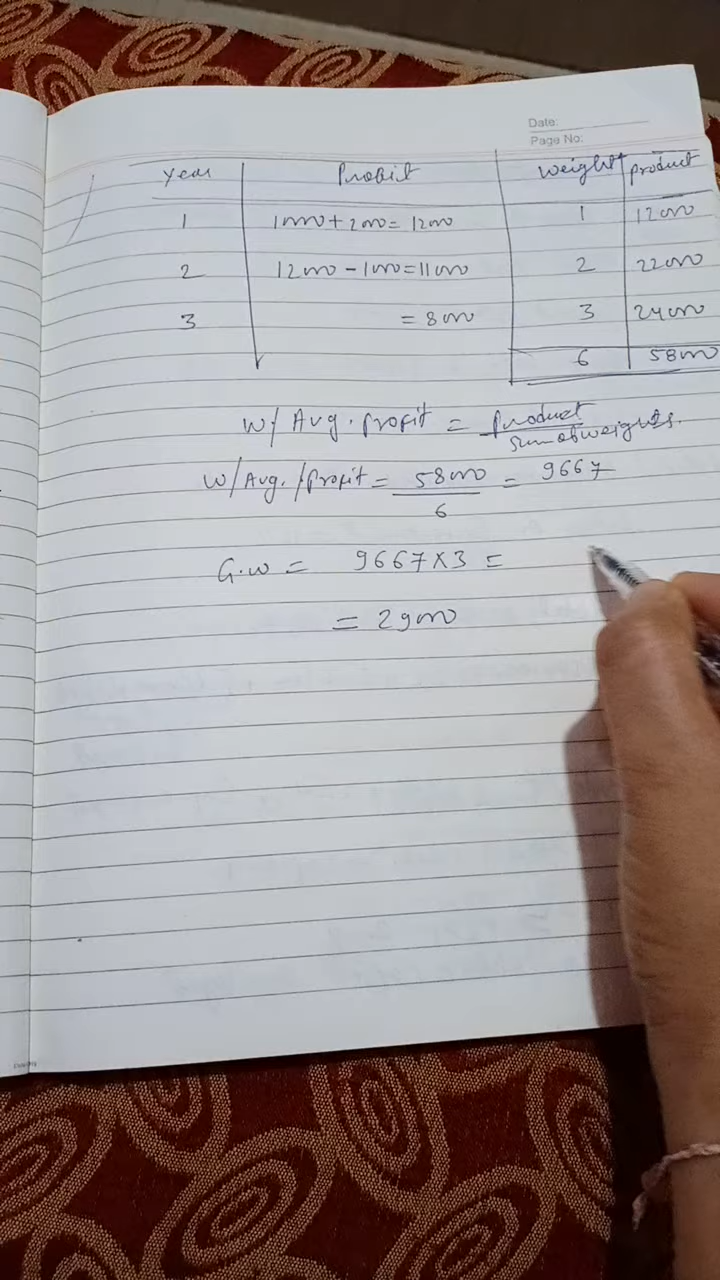 Date:
Page No:
Year Profit Weight product
1 10000 + 2000 = 12000 1 12000
2 12000 - 1000 = 11000 2 22000
3 = 8000 3 24000
6 58000
W/ Avg. profit = product / sum of weights.
W/Avg./profit = 58000 / 6 = 9667
G.W = 9667 X 3 =
= 29000